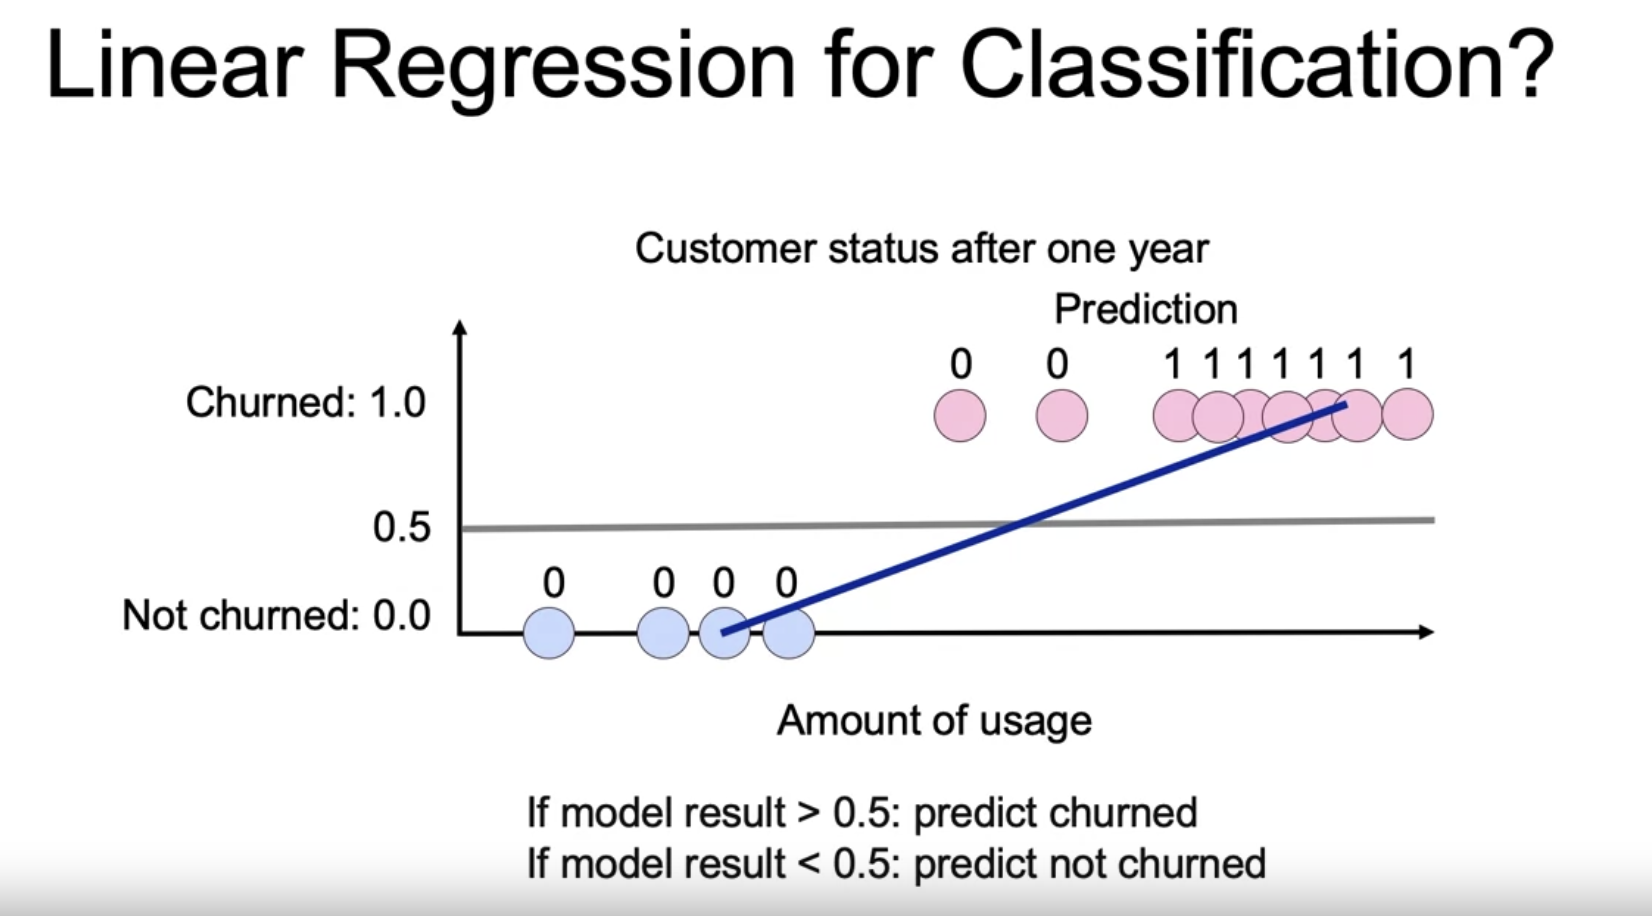 Linear Regression for Classification?
Customer status after one year
Prediction
0 0 1 1 1 1 1 1 1
Churned: 1.0
0.5
0 0 0 0
Not churned: 0.0
Amount of usage
If model result > 0.5: predict churned
If model result < 0.5: predict not churned